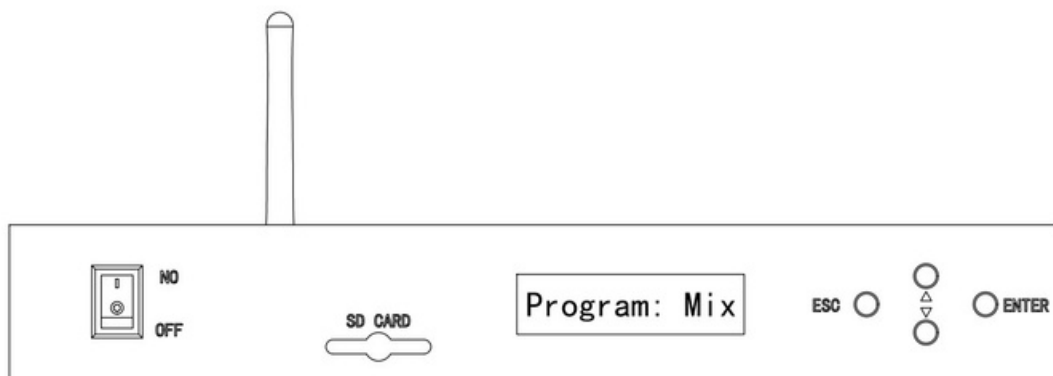 NO
OFF
SD CARD
Program: Mix
ESC
ENTER